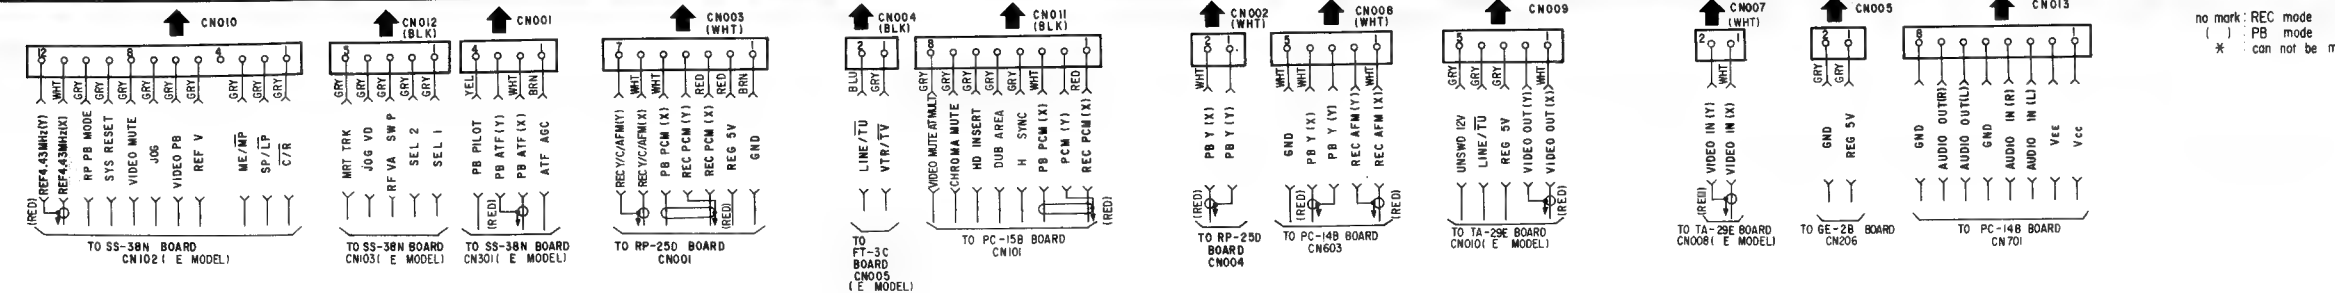 CN010
12 8 4 1
GRY WHT GRY GRY GRY GRY GRY GRY GRY GRY GRY
REF4.43MHz(Y)
REF4.43MHz(X)
RP PB MODE
SYS RESET
VIDEO MUTE
JOG
VIDEO PB
REF V
ME/MP
SP/LP
C/R
(RED)
TO SS-38N BOARD
CN102 ( E MODEL)
CN012
(BLK)
5 1
GRY GRY GRY GRY GRY
MRT TRK
JOG VD
RF VA SWP
SEL 2
SEL 1
TO SS-38N BOARD
CN103( E MODEL)
CN001
4 1
YEL GRY WHT BRN
PB PILOT
PB ATF(Y)
PB ATF(X)
ATF AGC
(RED)
TO SS-38N BOARD
CN301( E MODEL)
CN003
(WHT)
7 1
GRY WHT WHT GRY RED RED BRN
REC Y/C/AFM(Y)
REC Y/C/AFM(X)
PB PCM (X)
REC PCM(Y)
REC PCM(X)
REG 5V
GND
(RED)
TO RP-25D BOARD
CN001
CN004
(BLK)
2 1
BLU GRY
LINE/TU
VTR/TV
TO
FT-3C
BOARD
CN005
( E MODEL)
CN011
(BLK)
8 1
GRY GRY GRY GRY GRY WHT GRY RED
VIDEO MUTE AT MULTI
CHROMA MUTE
HD INSERT
DUB AREA
H SYNC
PB PCM (X)
PCM (Y)
REC PCM(X)
(RED)
TO PC-15B BOARD
CN101
CN002
(WHT)
2 1
WHT GRY
PB Y (X)
PB Y (Y)
(RED)
TO RP-25D
BOARD
CN004
CN008
(WHT)
5 1
WHT WHT GRY GRY WHT
GND
PB Y (X)
PB Y (Y)
REC AFM(Y)
REC AFM(X)
(RED) (RED)
TO PC-14B BOARD
CN603
CN009
5 1
GRY GRY GRY GRY WHT
UNSWD 12V
LINE/TU
REG 5V
VIDEO OUT(Y)
VIDEO OUT(X)
(RED)
TO TA-29E BOARD
CN010( E MODEL)
CN007
(WHT)
2 1
GRY WHT
VIDEO IN(Y)
VIDEO IN(X)
(RED)
TO TA-29E BOARD
CN008( E MODEL)
CN005
2 1
GRY GRY
GND
REG 5V
TO GE-2B BOARD
CN206
CN013
8 1
GND
AUDIO OUT(R)
AUDIO OUT(L)
GND
AUDIO IN (R)
AUDIO IN (L)
VEE
VCC
TO PC-14B BOARD
CN701
no mark : REC mode
( ) : PB mode
* : can not be m